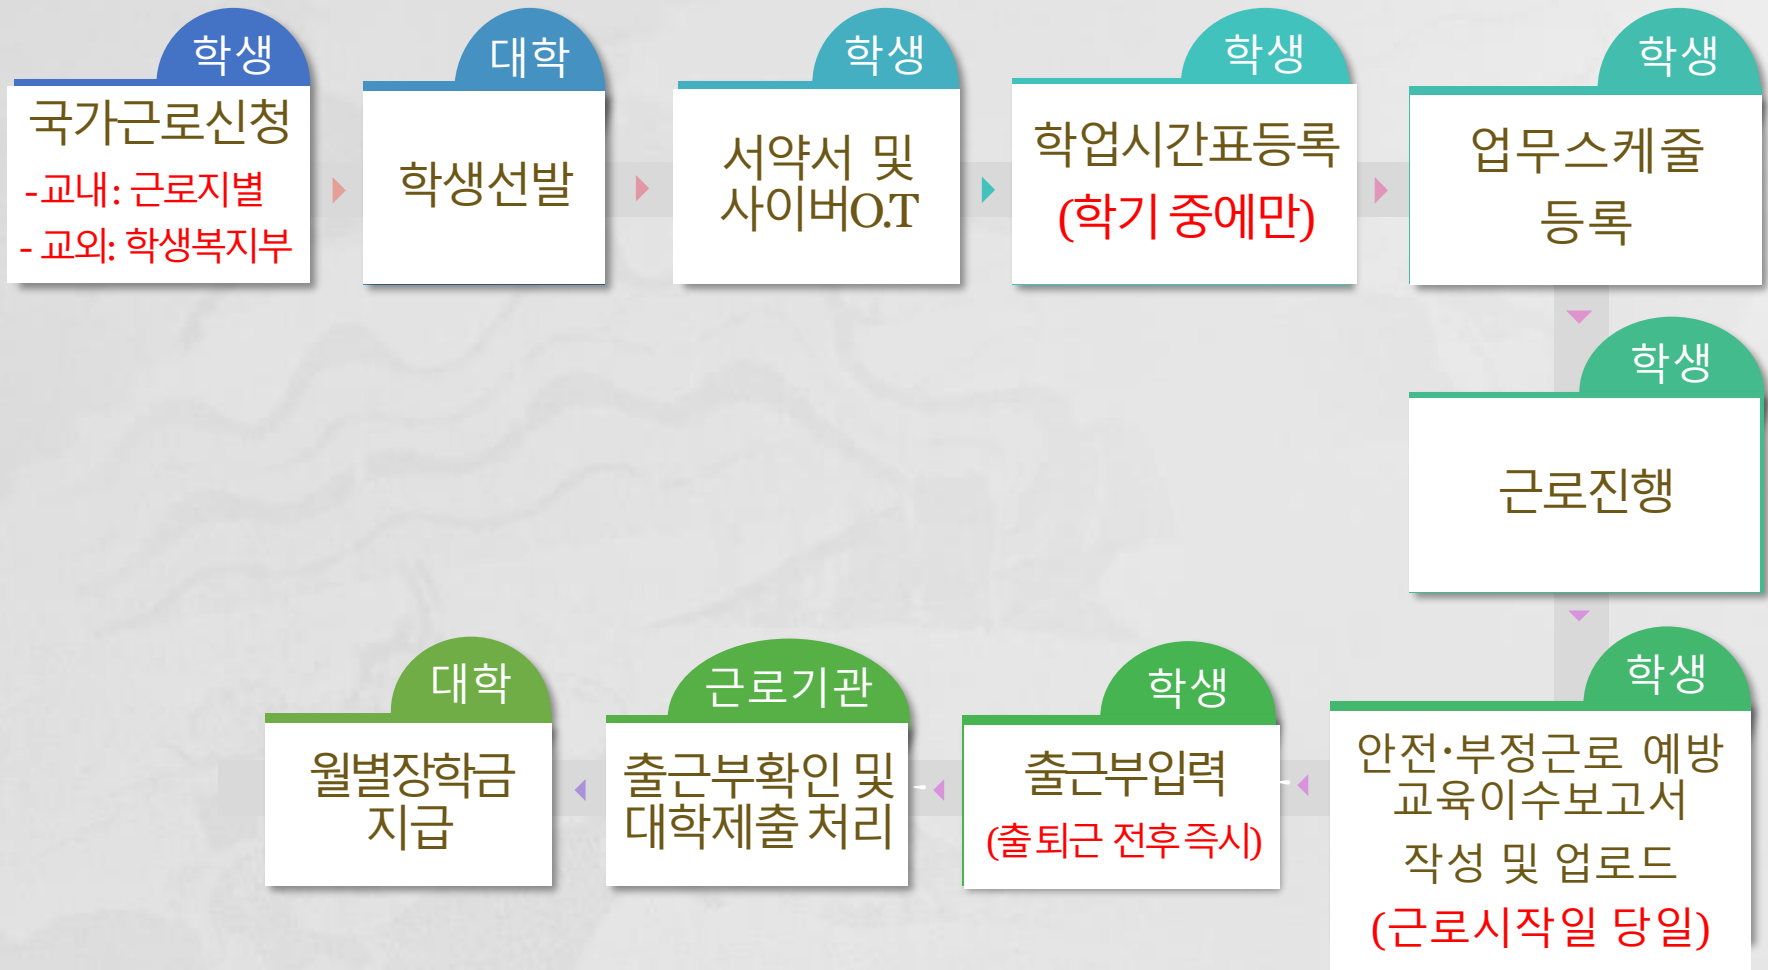 학생
국가근로신청
-교내: 근로지별
- 교외: 학생복지부
대학
학생선발
학생
서약서 및
사이버O.T
학생
학업시간표등록
(학기 중에만)
학생
업무스케줄
등록
학생
근로진행
학생
안전·부정근로 예방
교육이수보고서
작성 및 업로드
(근로시작일 당일)
학생
출근부입력
(출퇴근 전후 즉시)
근로기관
출근부확인 및
대학제출 처리
대학
월별장학금
지급